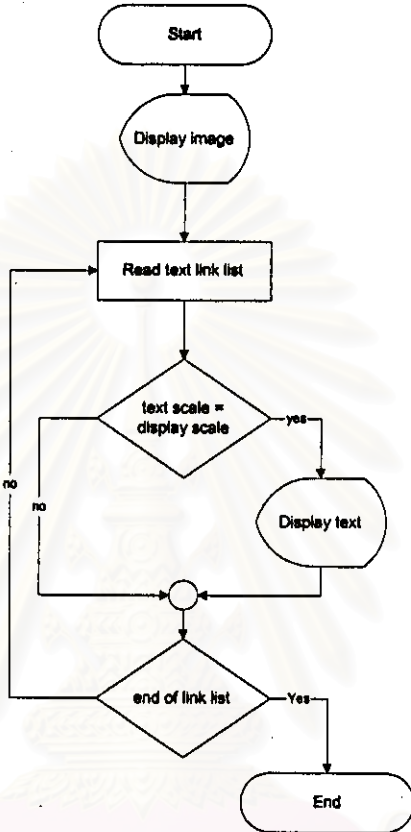 Start
Display image
Read text link list
text scale =
display scale
yes
no
no
Display text
end of link list
Yes
End